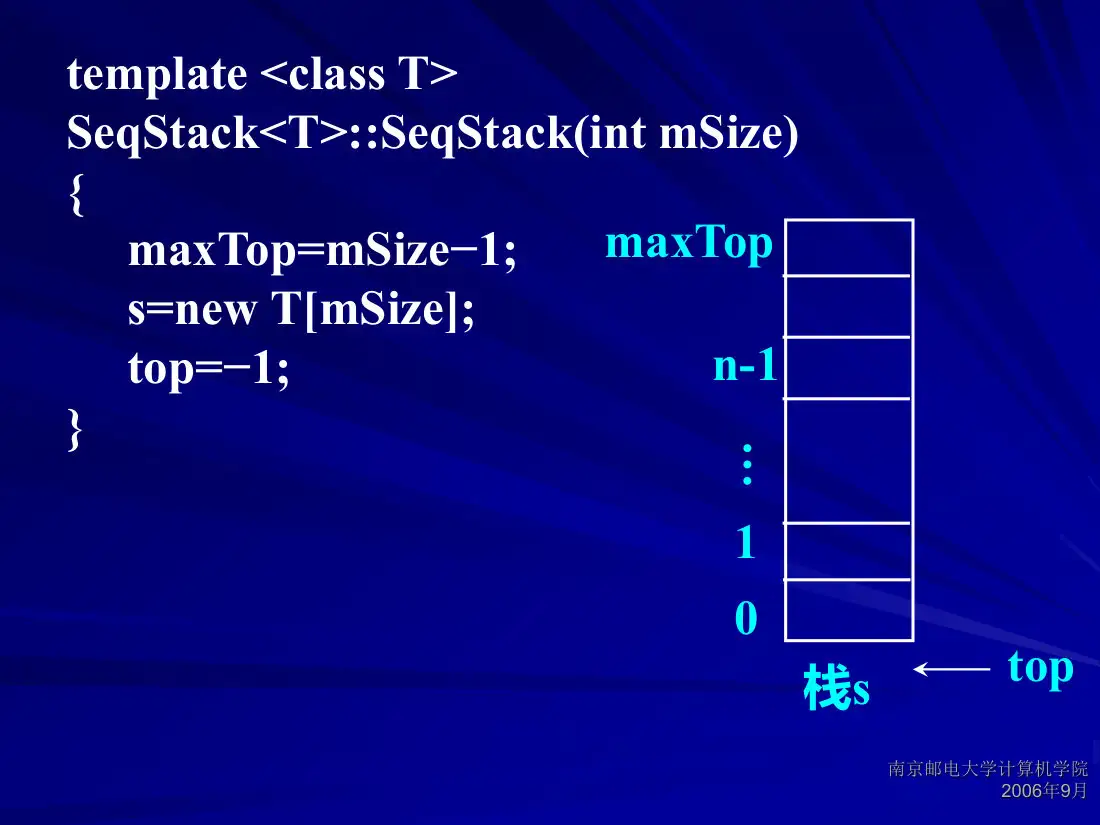 template <class T>
SeqStack<T>::SeqStack(int mSize)
{
maxTop=mSize−1;
s=new T[mSize];
top=−1;
}
maxTop
n-1
⋮
1
0
栈s
top
南京邮电大学计算机学院
2006年9月